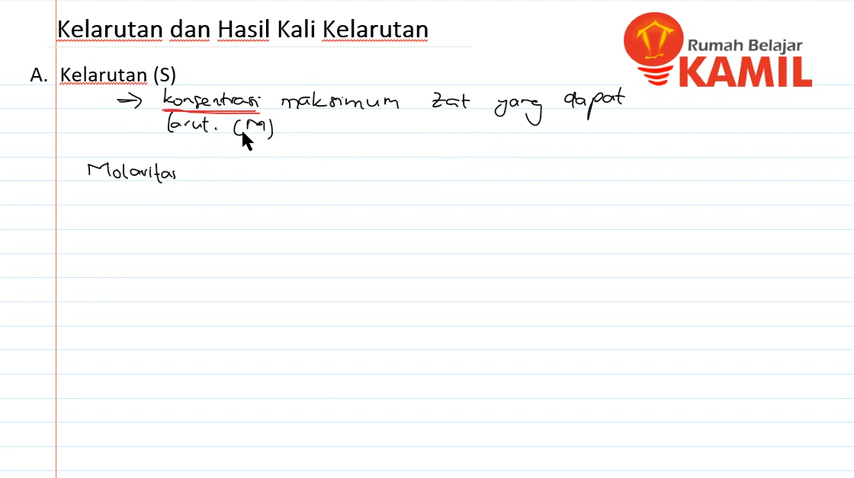 Kelarutan dan Hasil Kali Kelarutan
Rumah Belajar
KAMIL
A. Kelarutan (S)
→ konsentrasi maksimum zat yang dapat
larut. (M)
Molaritas